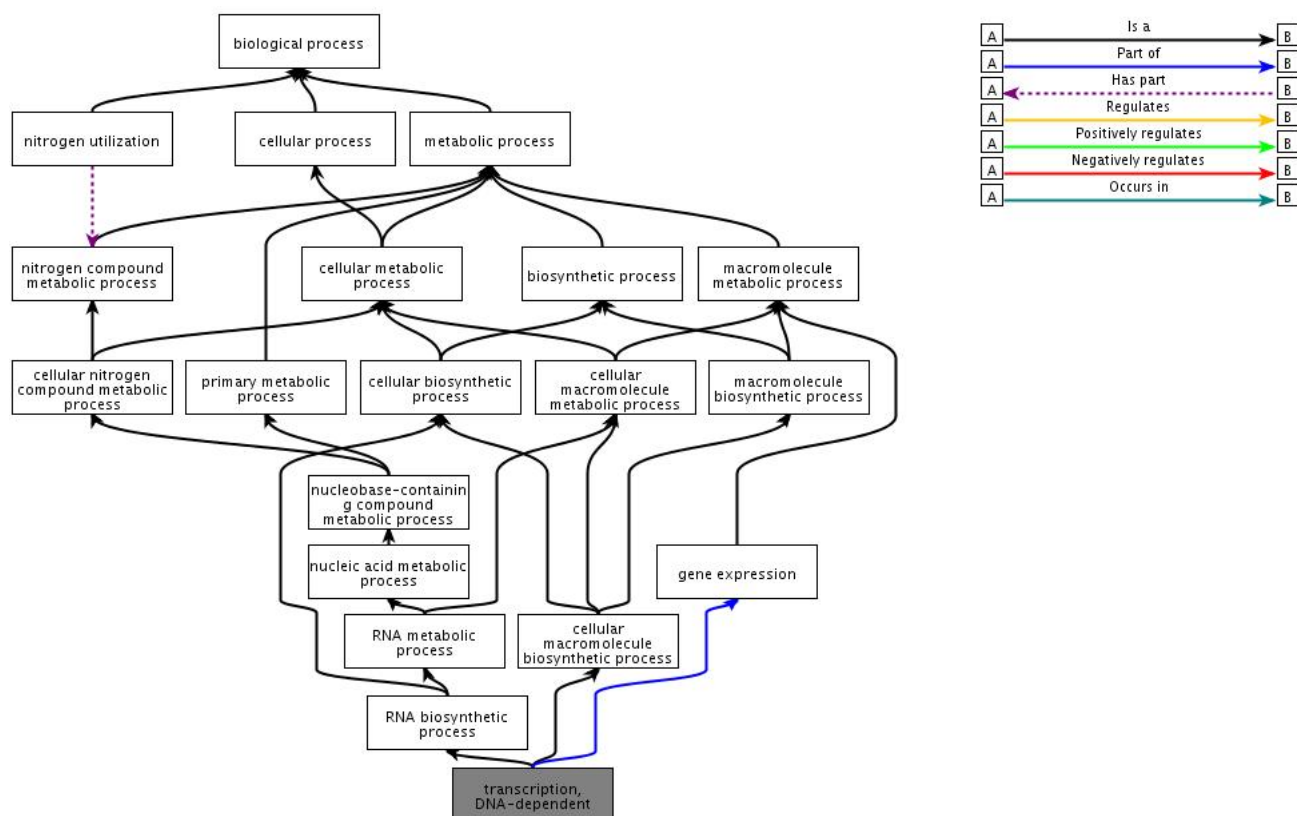 biological process
Is a
A
B
Part of
A
B
Has part
A
B
Regulates
A
B
Positively regulates
A
B
Negatively regulates
A
B
Occurs in
A
B
nitrogen utilization
cellular process
metabolic process
nitrogen compound
metabolic process
cellular metabolic
process
biosynthetic process
macromolecule
metabolic process
cellular nitrogen
compound metabolic
process
primary metabolic
process
cellular biosynthetic
process
cellular
macromolecule
metabolic process
macromolecule
biosynthetic process
nucleobase-containin
g compound
metabolic process
nucleic acid metabolic
process
gene expression
RNA metabolic
process
cellular
macromolecule
biosynthetic process
RNA biosynthetic
process
transcription,
DNA-dependent